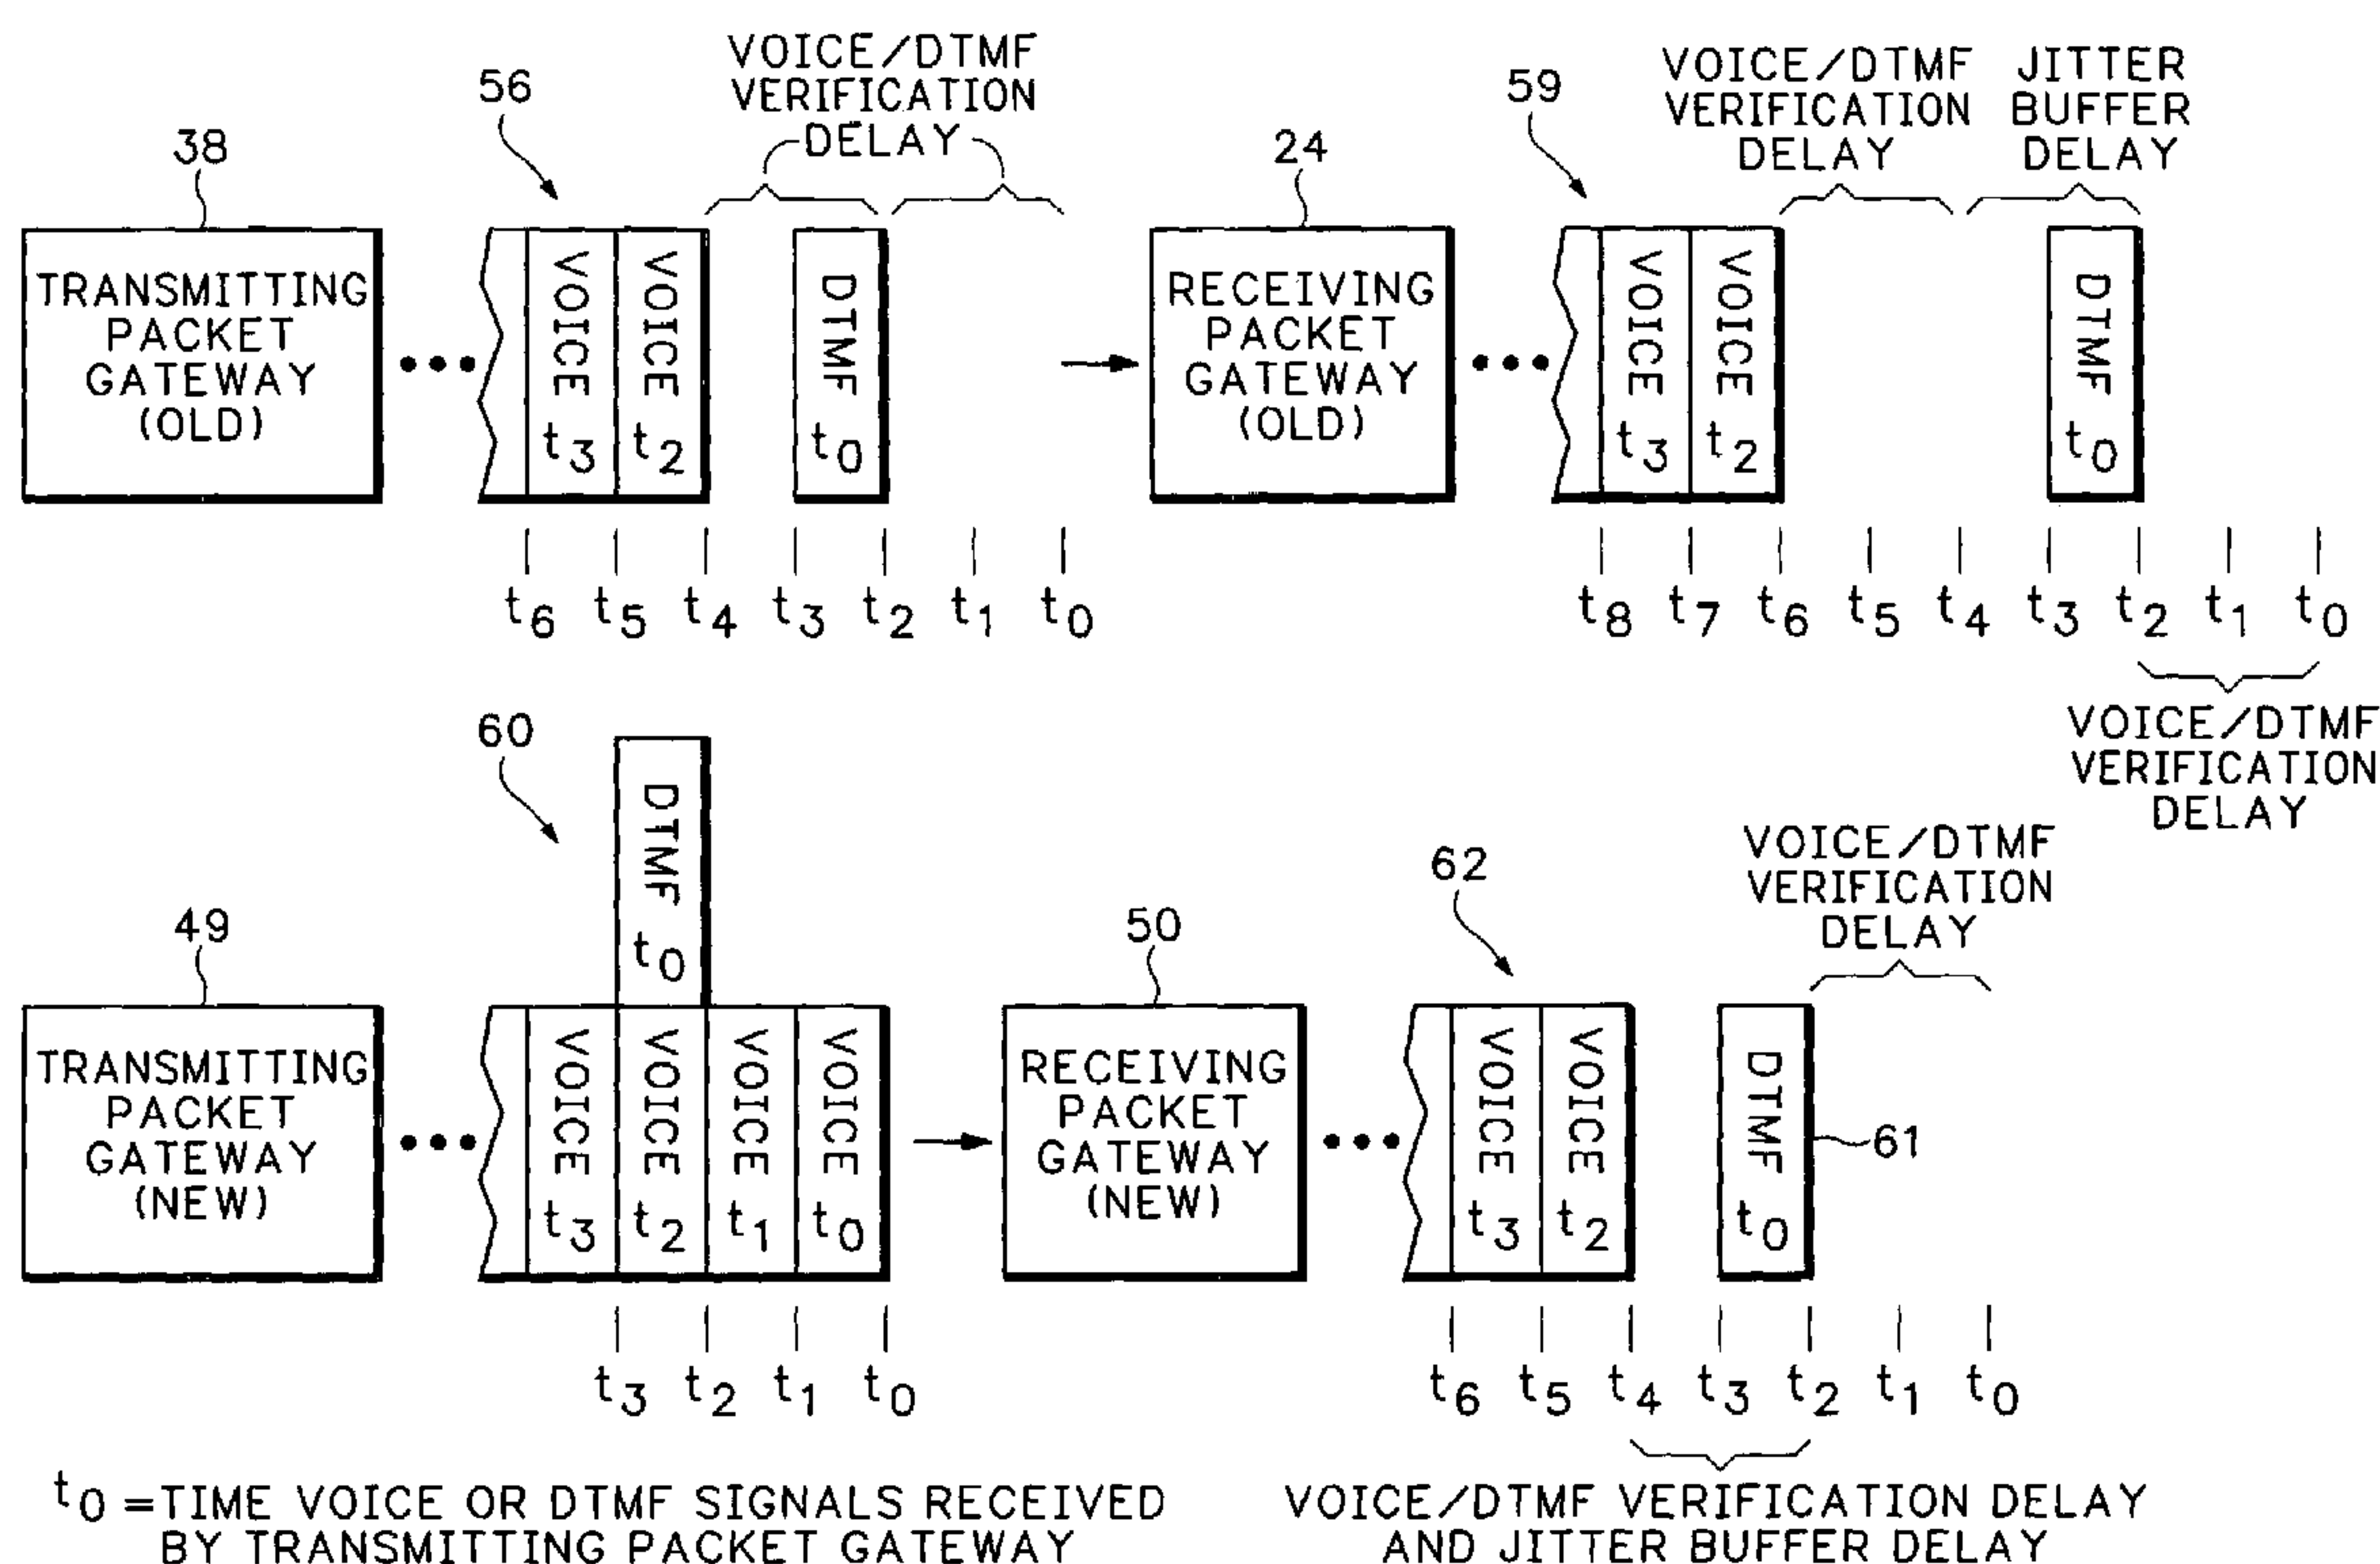 VOICE/DTMF
VERIFICATION
DELAY
56
38
TRANSMITTING
PACKET
GATEWAY
(OLD)
VOICE t3
VOICE t2
DTMF t0
t6 t5 t4 t3 t2 t1 t0
VOICE/DTMF
VERIFICATION
DELAY
JITTER
BUFFER
DELAY
59
24
RECEIVING
PACKET
GATEWAY
(OLD)
VOICE t3
VOICE t2
DTMF t0
t8 t7 t6 t5 t4 t3 t2 t1 t0
VOICE/DTMF
VERIFICATION
DELAY
60
49
TRANSMITTING
PACKET
GATEWAY
(NEW)
DTMF t0
VOICE t3
VOICE t2
VOICE t1
VOICE t0
t3 t2 t1 t0
VOICE/DTMF
VERIFICATION
DELAY
62
50
RECEIVING
PACKET
GATEWAY
(NEW)
VOICE t3
VOICE t2
DTMF t0
61
t6 t5 t4 t3 t2 t1 t0
t0 =TIME VOICE OR DTMF SIGNALS RECEIVED
BY TRANSMITTING PACKET GATEWAY
VOICE/DTMF VERIFICATION DELAY
AND JITTER BUFFER DELAY